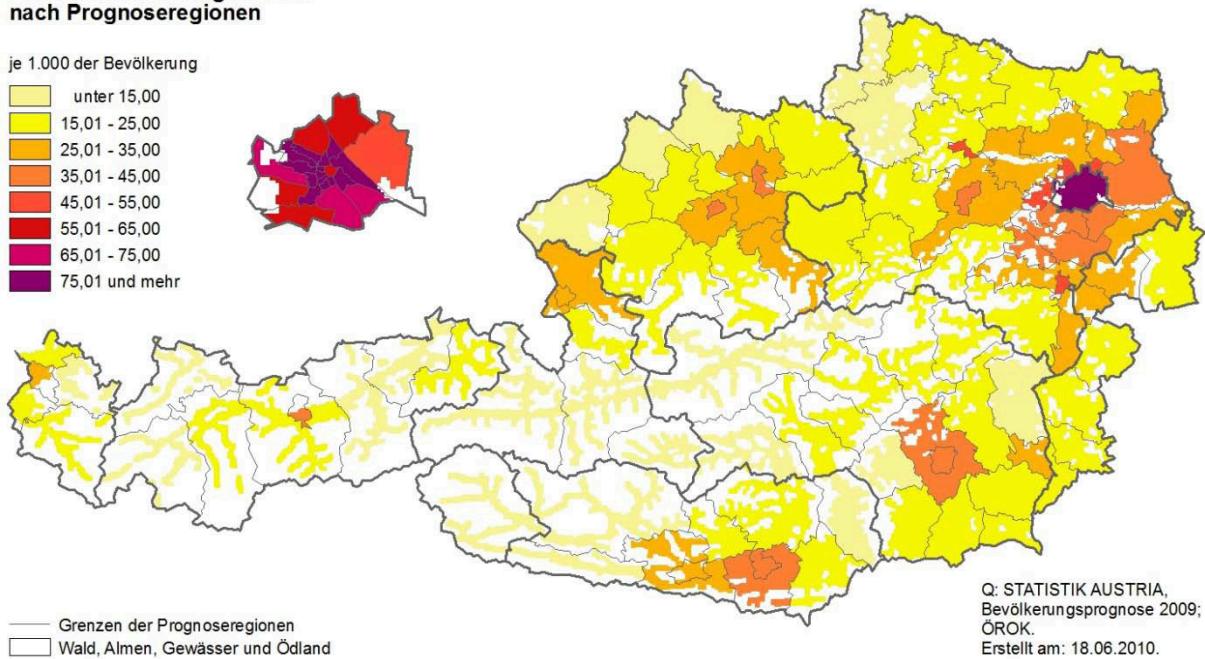 nach Prognoseregionen
je 1.000 der Bevölkerung
unter 15,00
15,01 - 25,00
25,01 - 35,00
35,01 - 45,00
45,01 - 55,00
55,01 - 65,00
65,01 - 75,00
75,01 und mehr
Grenzen der Prognoseregionen
Wald, Almen, Gewässer und Ödland
Q: STATISTIK AUSTRIA,
Bevölkerungsprognose 2009;
ÖROK.
Erstellt am: 18.06.2010.